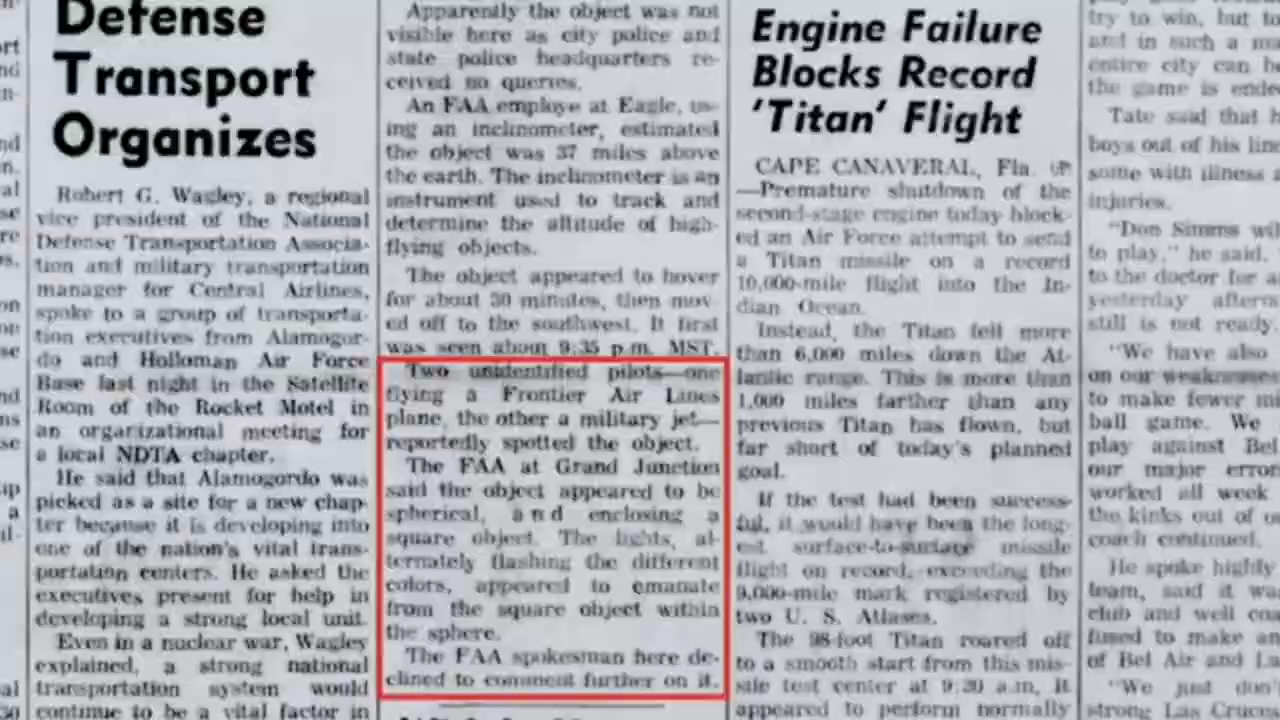 Defense
Transport
Organizes
Robert G. Wagley, a regional
vice president of the National
Defense Transportation Associa-
tion and military transportation
manager for Central Airlines,
spoke to a group of transporta-
tion executives from Alamogor-
do and Holloman Air Force
Base last night in the Satellite
Room of the Rocket Motel in
an organizational meeting for
a local NDTA chapter.
He said that Alamogordo was
picked as a site for a new chap-
ter because it is developing into
one of the nation's vital trans-
portation centers. He asked the
executives present for help in
developing a strong local unit.
Even in a nuclear war, Wagley
explained, a strong national
transportation system would
continue to be a vital factor in
Apparently the object was not
visible here as city police and
state police headquarters re-
ceived no queries.
An FAA employe at Eagle, us-
ing an inclinometer, estimated
the object was 37 miles above
the earth. The inclinometer is an
instrument used to track and
determine the altitude of high-
flying objects.
The object appeared to hover
for about 30 minutes, then mov-
ed off to the southwest. It first
was seen about 9:35 p.m. MST.
Two unidentified pilots—one
flying a Frontier Air Lines
plane, the other a military jet—
reportedly spotted the object.
The FAA at Grand Junction
said the object appeared to be
spherical, and enclosing a
square object. The lights, al-
ternately flashing the different
colors, appeared to emanate
from the square object within
the sphere.
The FAA spokesman here de-
clined to comment further on it.
Engine Failure
Blocks Record
'Titan' Flight
CAPE CANAVERAL, Fla. UP
—Premature shutdown of the
second-stage engine today block-
ed an Air Force attempt to send
a Titan missile on a record
10,000-mile flight into the In-
dian Ocean.
Instead, the Titan fell more
than 6,000 miles down the At-
lantic range. This is more than
1,000 miles farther than any
previous Titan has flown, but
far short of today's planned
goal.
If the test had been success-
ful, it would have been the long-
est surface-to-surface missile
flight on record, exceeding the
9,000-mile mark registered by
two U. S. Atlases.
The 98-foot Titan roared off
to a smooth start from this mis-
sile test center at 9:20 a.m. It
appeared to perform normally
try to win, but
and in such a
entire city can be
the game is ended
Tate said that
boys out of his line
some with illness
injuries.
"Don Simms will
to play," he said.
to the doctor for a
yesterday
still is not ready.
"We have also
on our weaknesses
to make fewer
ball game. We
play against Bel
our major
worked all week
the kinks out of
coach continued.
He spoke highly
team, said it was
club and well
fused to make an
of Bel Air and
"We just don't
strong Las Cruces